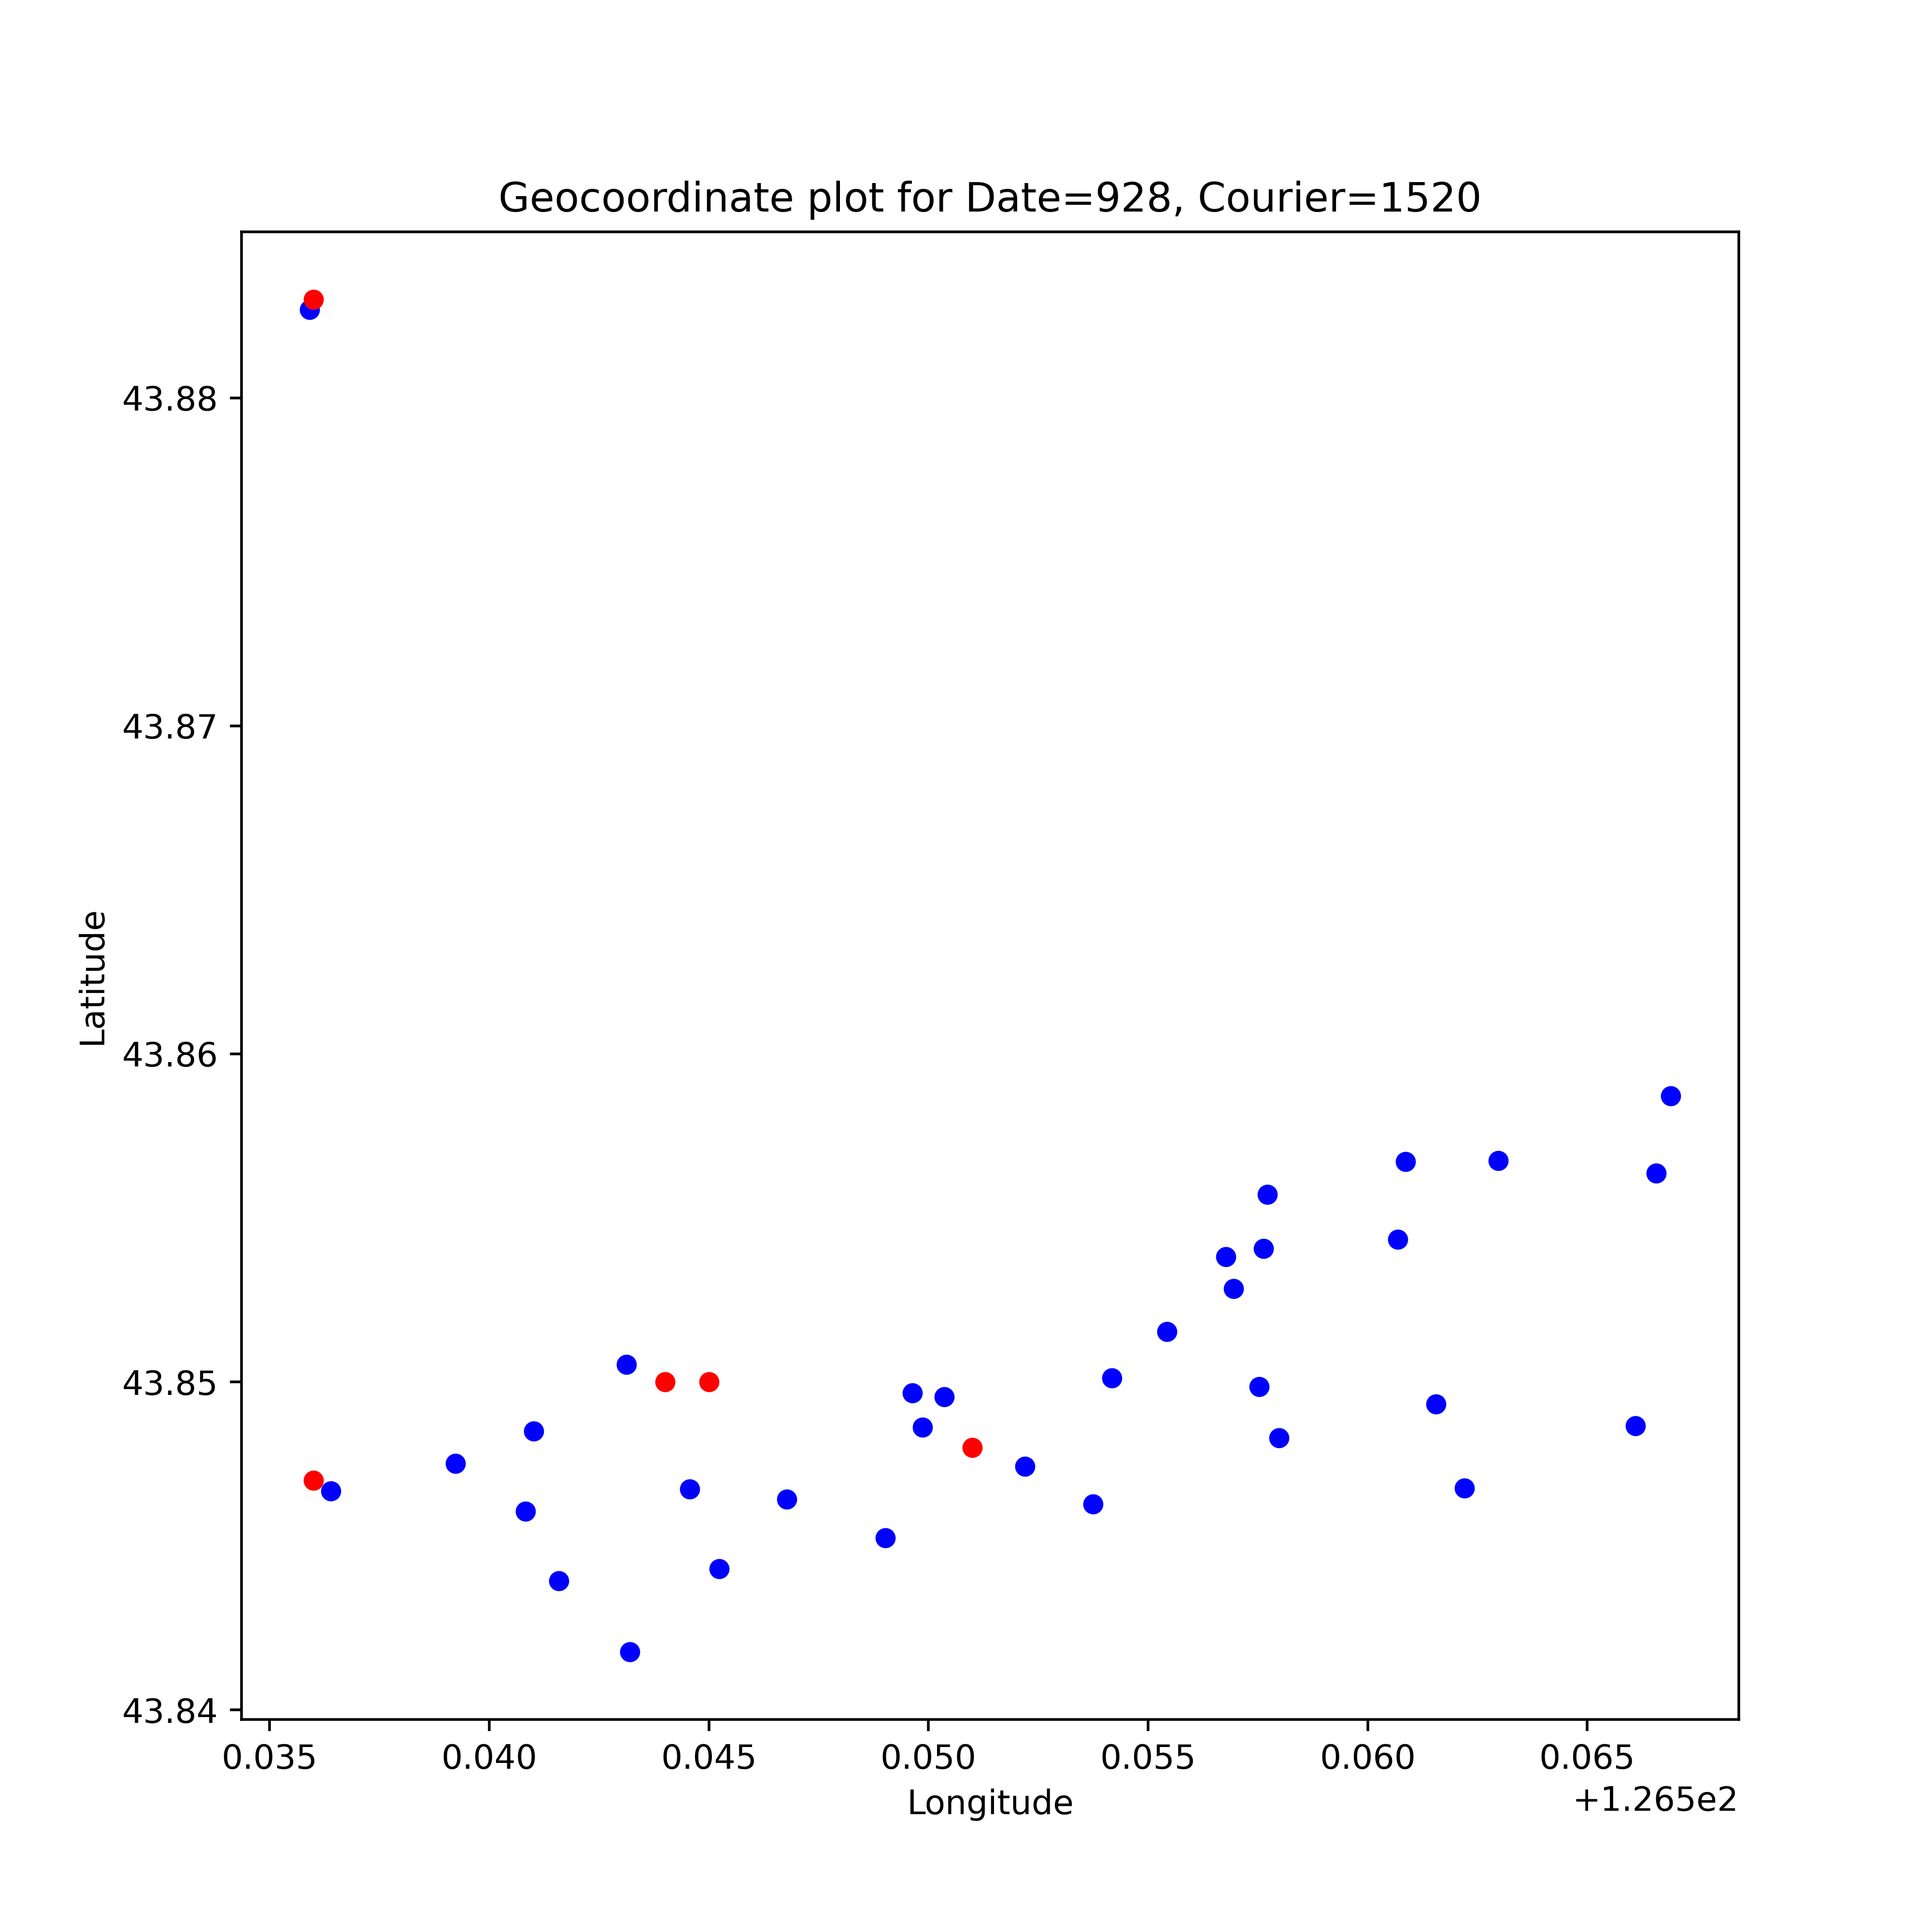 Geocoordinate plot for Date=928, Courier=1520
43.88
43.87
43.86
43.85
43.84
Latitude
0.035 0.040 0.045 0.050 0.055 0.060 0.065
+1.265e2
Longitude